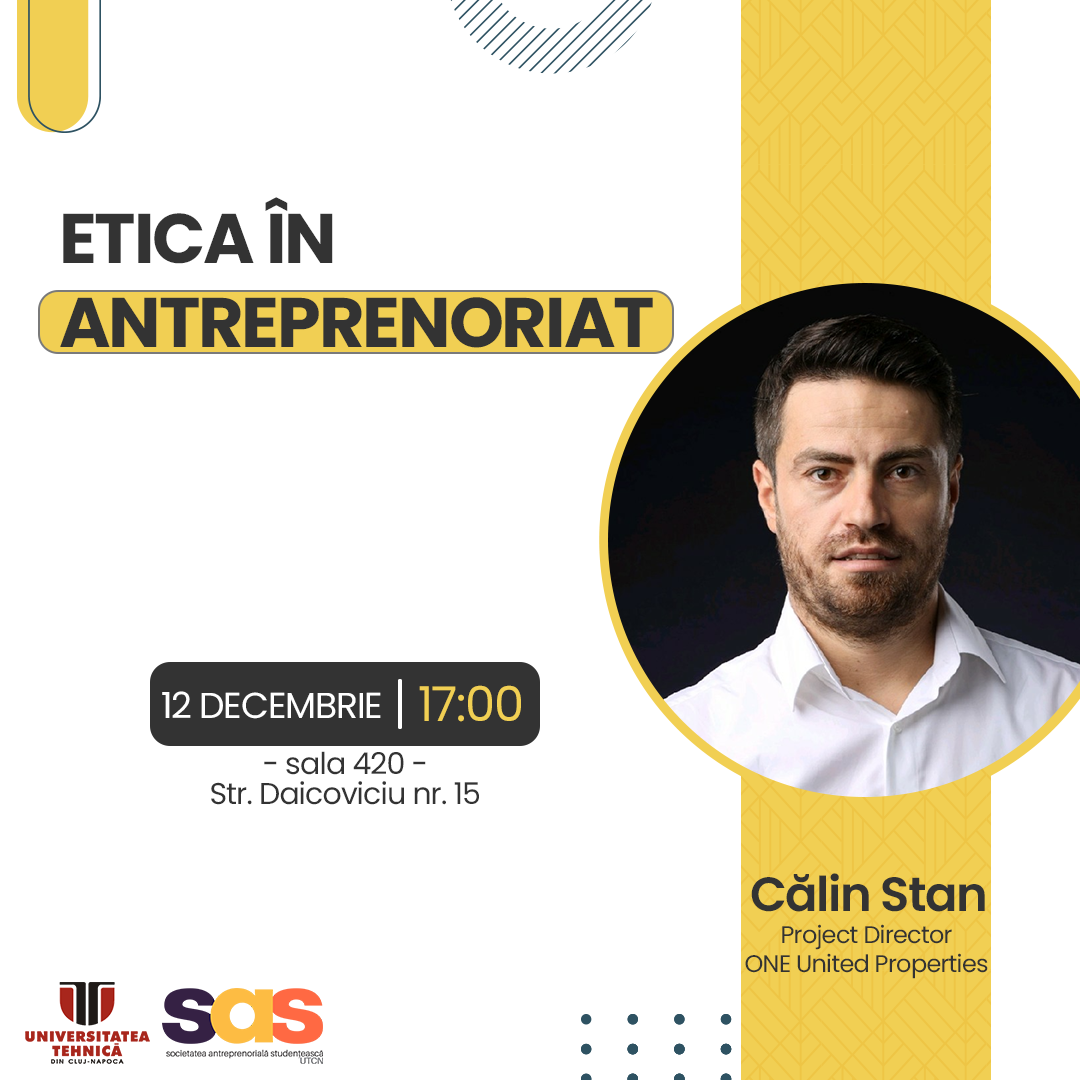 ETICA ÎN
ANTREPRENORIAT
12 DECEMBRIE | 17:00
- sala 420 -
Str. Daicoviciu nr. 15
Călin Stan
Project Director
ONE United Properties
UNIVERSITATEA
TEHNICĂ
DIN CLUJ-NAPOCA
sas
societatea antreprenorială studentească
UTCN